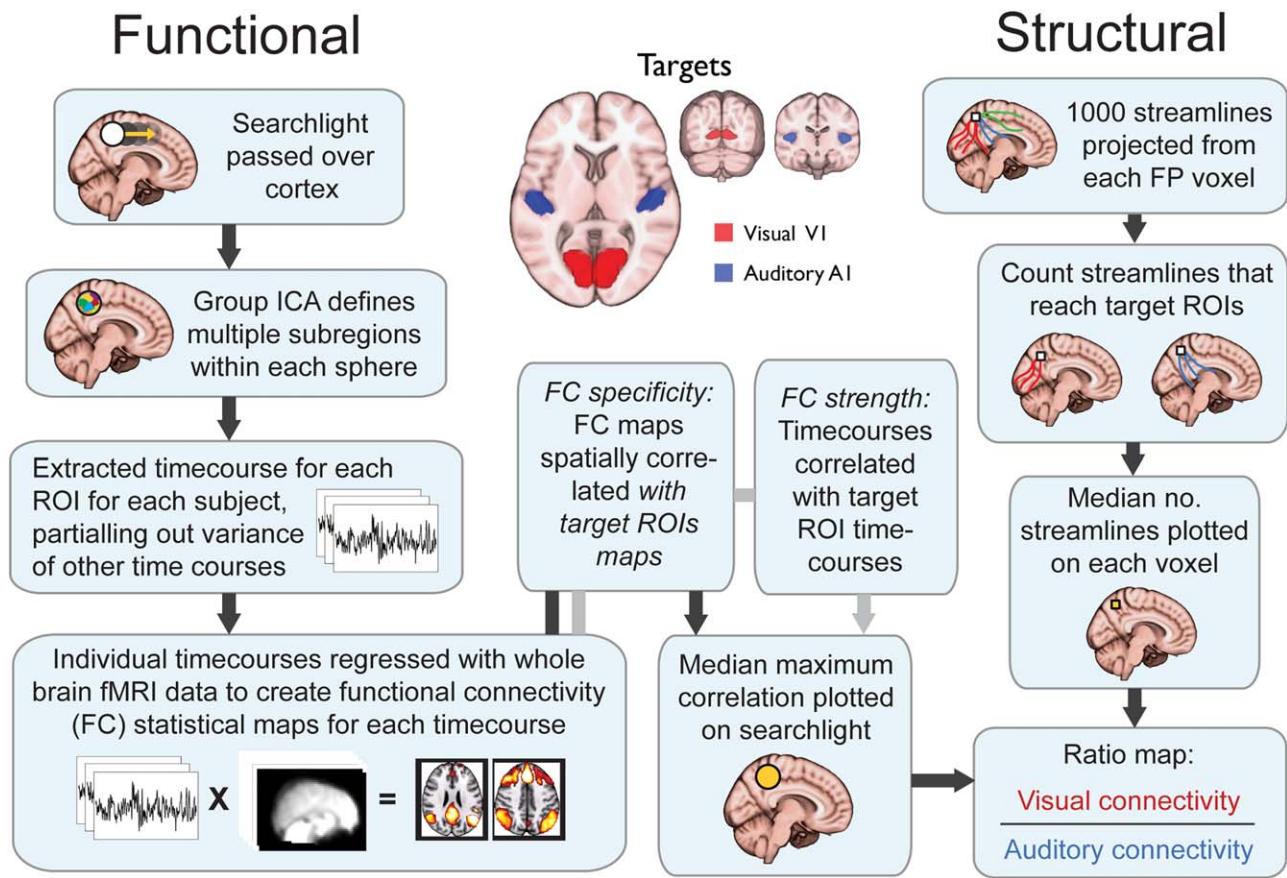 Functional
Searchlight
passed over
cortex
Group ICA defines
multiple subregions
within each sphere
Extracted timecourse for each
ROI for each subject,
partialling out variance
of other time courses
Individual timecourses regressed with whole
brain fMRI data to create functional connectivity
(FC) statistical maps for each timecourse
X
=
Targets
Visual V1
Auditory A1
FC specificity:
FC maps
spatially corre-
lated with
target ROIs
maps
FC strength:
Timecourses
correlated
with target
ROI time-
courses
Median maximum
correlation plotted
on searchlight
Structural
1000 streamlines
projected from
each FP voxel
Count streamlines that
reach target ROIs
Median no.
streamlines plotted
on each voxel
Ratio map:
Visual connectivity
Auditory connectivity